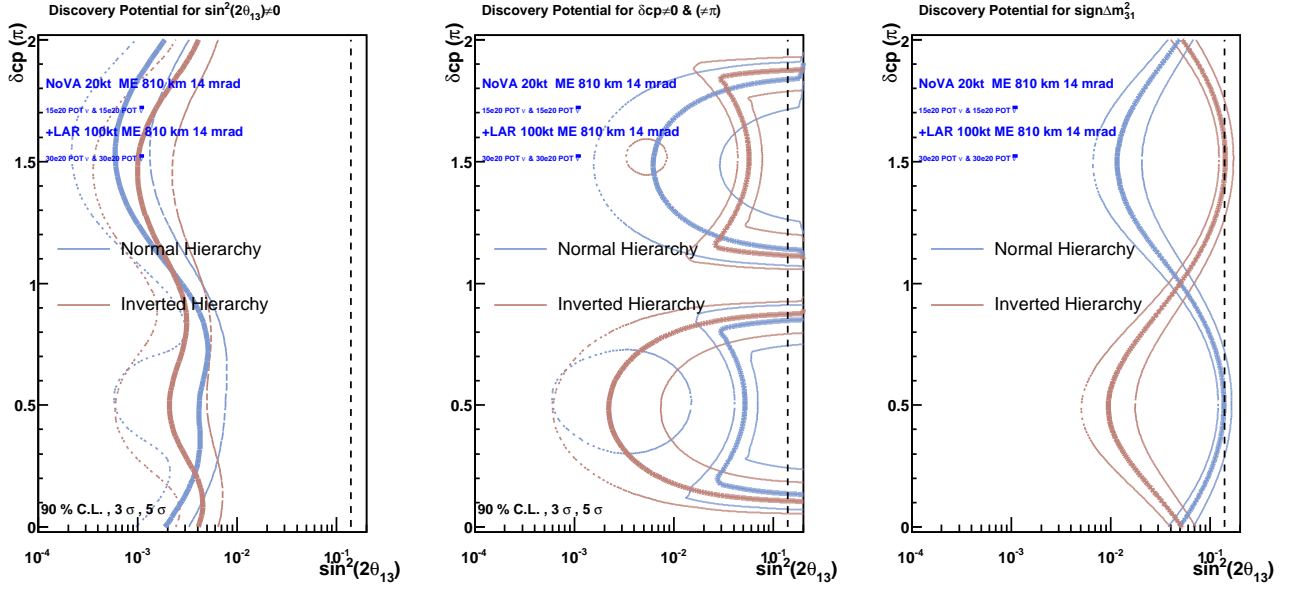 Discovery Potential for sin²(2θ₁₃)≠0
δcp (π)
2
1.5
1
0.5
0
NoVA 20kt ME 810 km 14 mrad
15e20 POT ν & 15e20 POT
+LAR 100kt ME 810 km 14 mrad
30e20 POT ν & 30e20 POT
Normal Hierarchy
Inverted Hierarchy
90 % C.L. , 3 σ , 5 σ
10⁻⁴ 10⁻³ 10⁻² 10⁻¹
sin²(2θ₁₃)
Discovery Potential for δcp≠0 & (≠π)
δcp (π)
2
1.5
1
0.5
0
NoVA 20kt ME 810 km 14 mrad
15e20 POT ν & 15e20 POT
+LAR 100kt ME 810 km 14 mrad
30e20 POT ν & 30e20 POT
Normal Hierarchy
Inverted Hierarchy
90 % C.L. , 3 σ , 5 σ
10⁻⁴ 10⁻³ 10⁻² 10⁻¹
sin²(2θ₁₃)
Discovery Potential for signΔm²₃₁
δcp (π)
2
1.5
1
0.5
0
NoVA 20kt ME 810 km 14 mrad
15e20 POT ν & 15e20 POT
+LAR 100kt ME 810 km 14 mrad
30e20 POT ν & 30e20 POT
Normal Hierarchy
Inverted Hierarchy
10⁻⁴ 10⁻³ 10⁻² 10⁻¹
sin²(2θ₁₃)